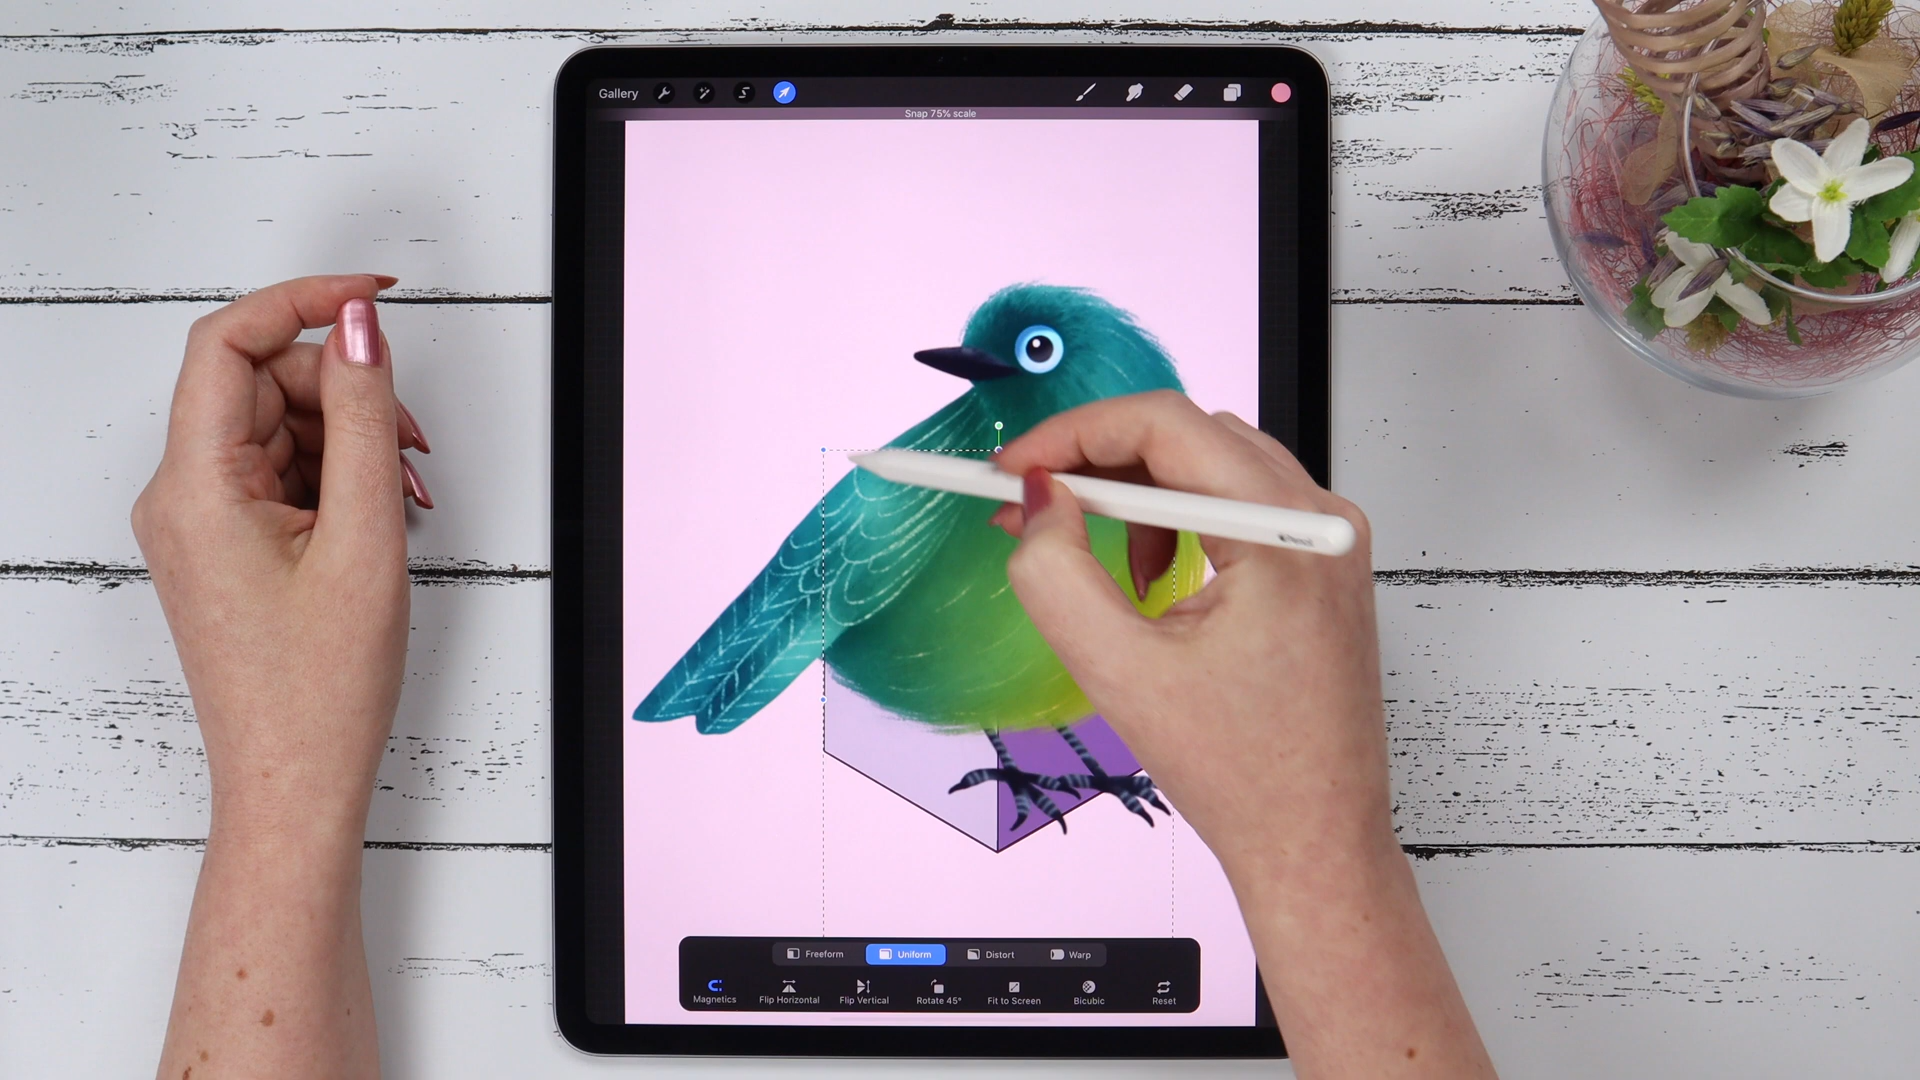 Gallery
Snap 75% scale
Pencil
Freeform Uniform Distort Warp
Magnetics Flip Horizontal Flip Vertical Rotate 45° Fit to Screen Bicubic Reset